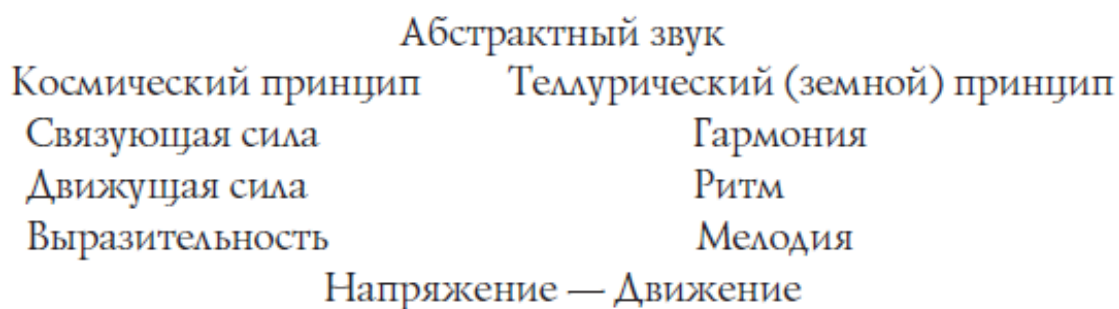 Абстрактный звук
Космический принцип Теллурический (земной) принцип
Связующая сила Гармония
Движущая сила Ритм
Выразительность Мелодия
Напряжение — Движение